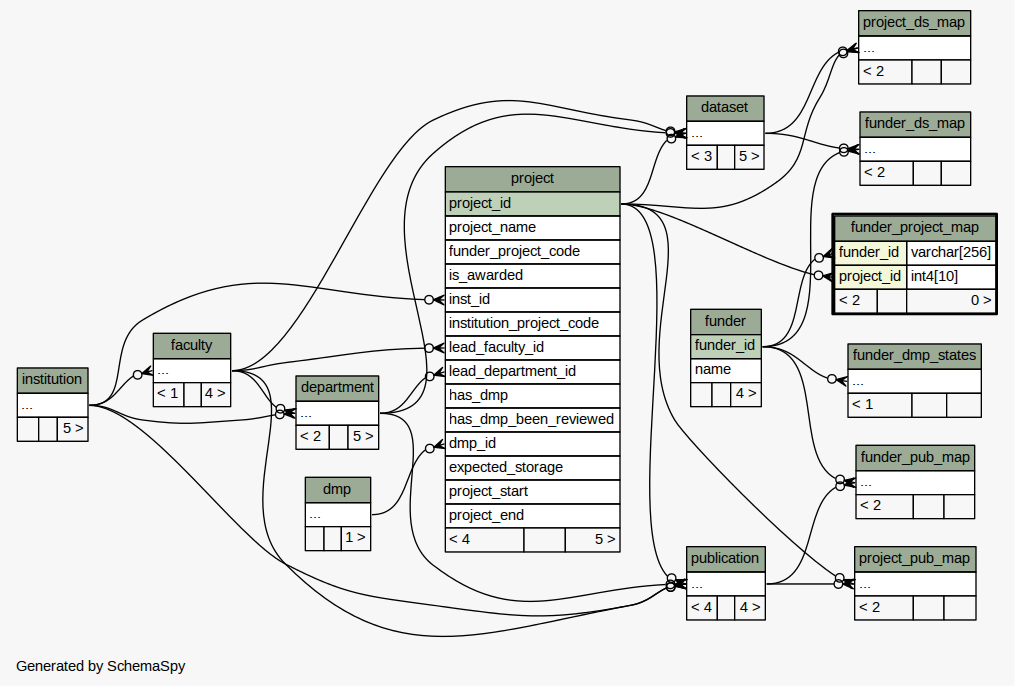 project_ds_map
...
< 2
dataset
...
< 3 5 >
funder_ds_map
...
< 2
project
project_id
project_name
funder_project_code
is_awarded
inst_id
institution_project_code
lead_faculty_id
lead_department_id
has_dmp
has_dmp_been_reviewed
dmp_id
expected_storage
project_start
project_end
< 4 5 >
funder_project_map
funder_id varchar[256]
project_id int4[10]
< 2 0 >
funder
funder_id
name
4 >
faculty
...
< 1 4 >
institution
...
5 >
department
...
< 2 5 >
funder_dmp_states
...
< 1
dmp
...
1 >
funder_pub_map
...
< 2
publication
...
< 4 4 >
project_pub_map
...
< 2
Generated by SchemaSpy